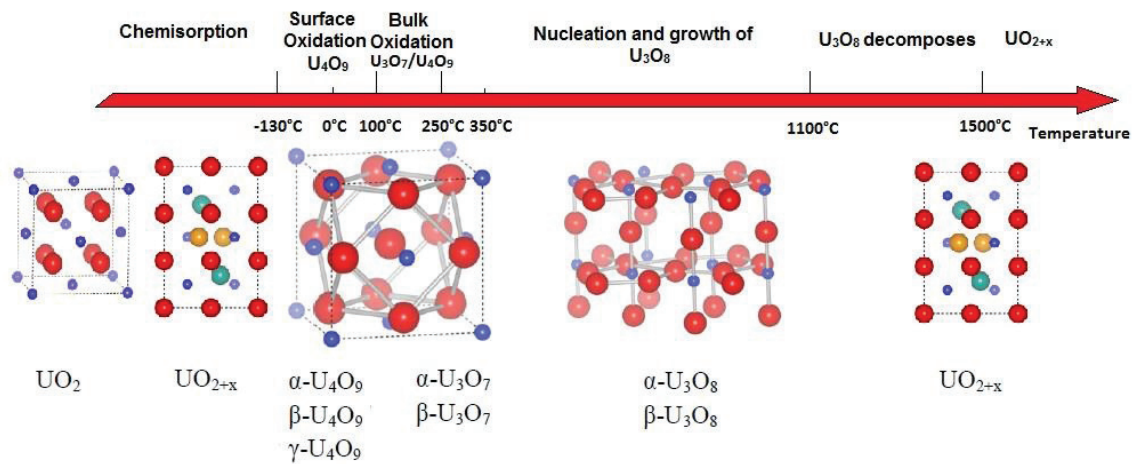 Chemisorption
Surface
Oxidation
U₄O₉
Bulk
Oxidation
U₃O₇/U₄O₉
Nucleation and growth of
U₃O₈
U₃O₈ decomposes
UO₂₊ₓ
-130°C
0°C
100°C
250°C
350°C
1100°C
1500°C
Temperature
UO₂
UO₂₊ₓ
α-U₄O₉
β-U₄O₉
γ-U₄O₉
α-U₃O₇
β-U₃O₇
α-U₃O₈
β-U₃O₈
UO₂₊ₓ